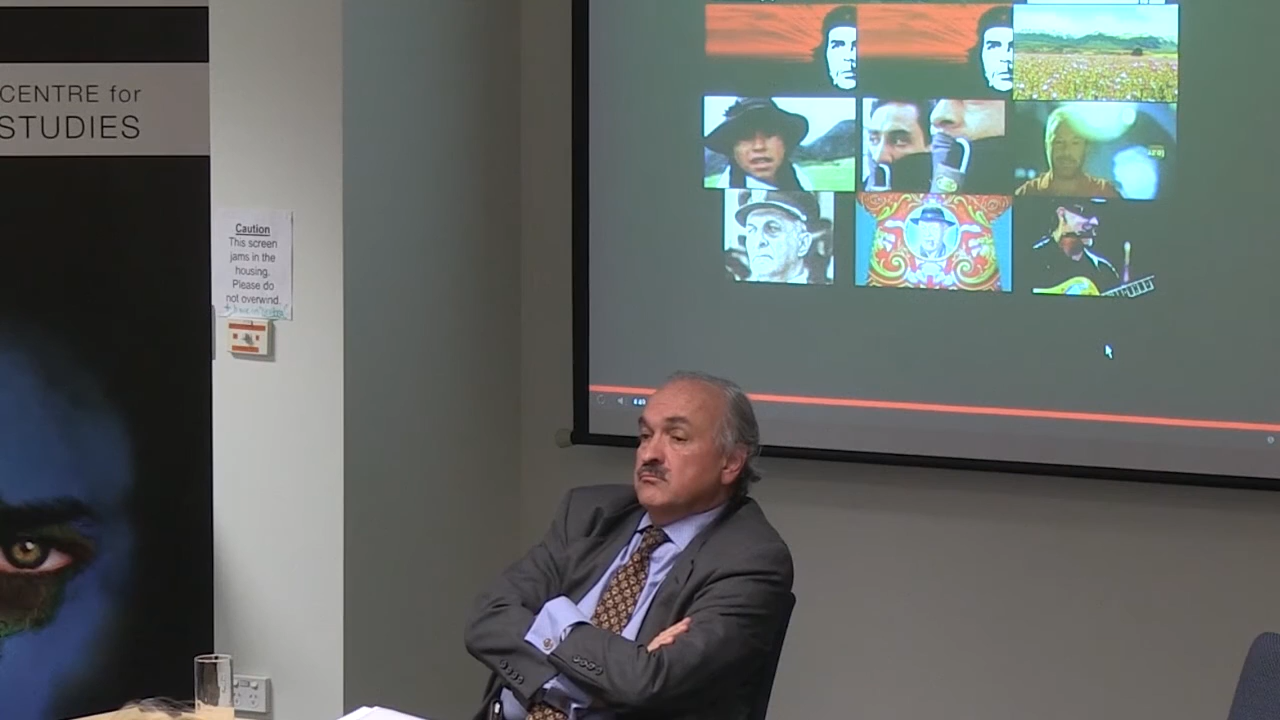 CENTRE for
STUDIES
Caution
This screen
jams in the
housing.
Please do
not overwind.